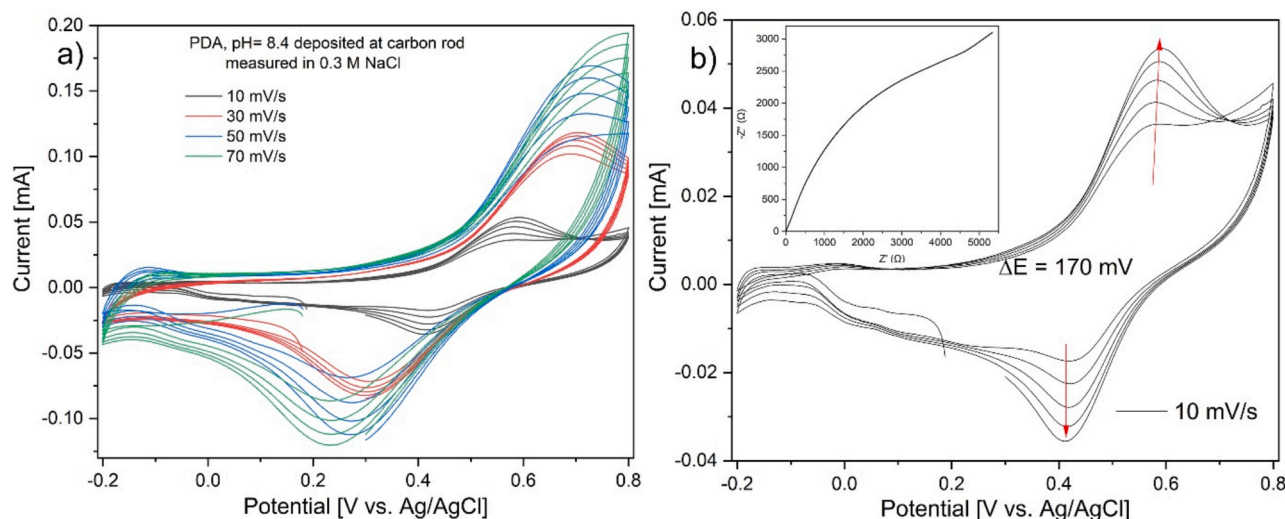 a)
PDA, pH= 8.4 deposited at carbon rod
measured in 0.3 M NaCl
10 mV/s
30 mV/s
50 mV/s
70 mV/s
0.20
0.15
0.10
0.05
0.00
-0.05
-0.10
Current [mA]
-0.2 0.0 0.2 0.4 0.6 0.8
Potential [V vs. Ag/AgCl]
b)
3000
2500
2000
1500
1000
500
0
-Z'' (Ω)
0 1000 2000 3000 4000 5000
Z' (Ω)
ΔE = 170 mV
10 mV/s
0.06
0.04
0.02
0.00
-0.02
-0.04
Current [mA]
-0.2 0.0 0.2 0.4 0.6 0.8
Potential [V vs. Ag/AgCl]